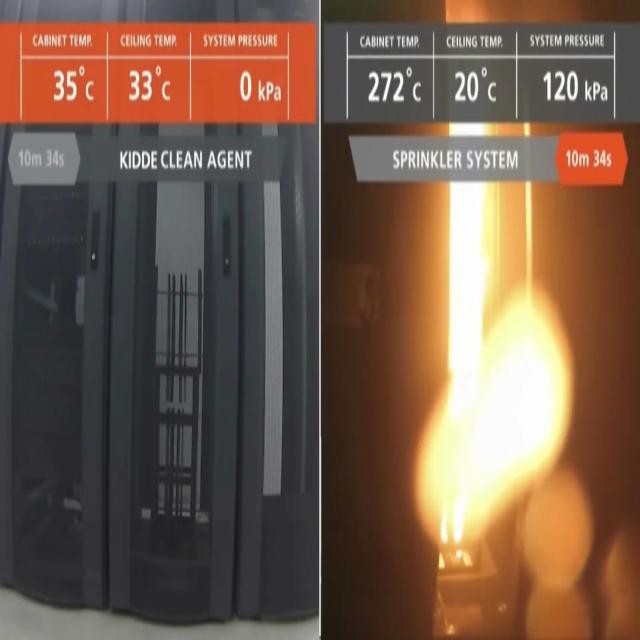 CABINET TEMP. CEILING TEMP. SYSTEM PRESSURE
35°C 33°C 0 kPa
10m 34s KIDDE CLEAN AGENT
CABINET TEMP. CEILING TEMP. SYSTEM PRESSURE
272°C 20°C 120 kPa
SPRINKLER SYSTEM 10m 34s